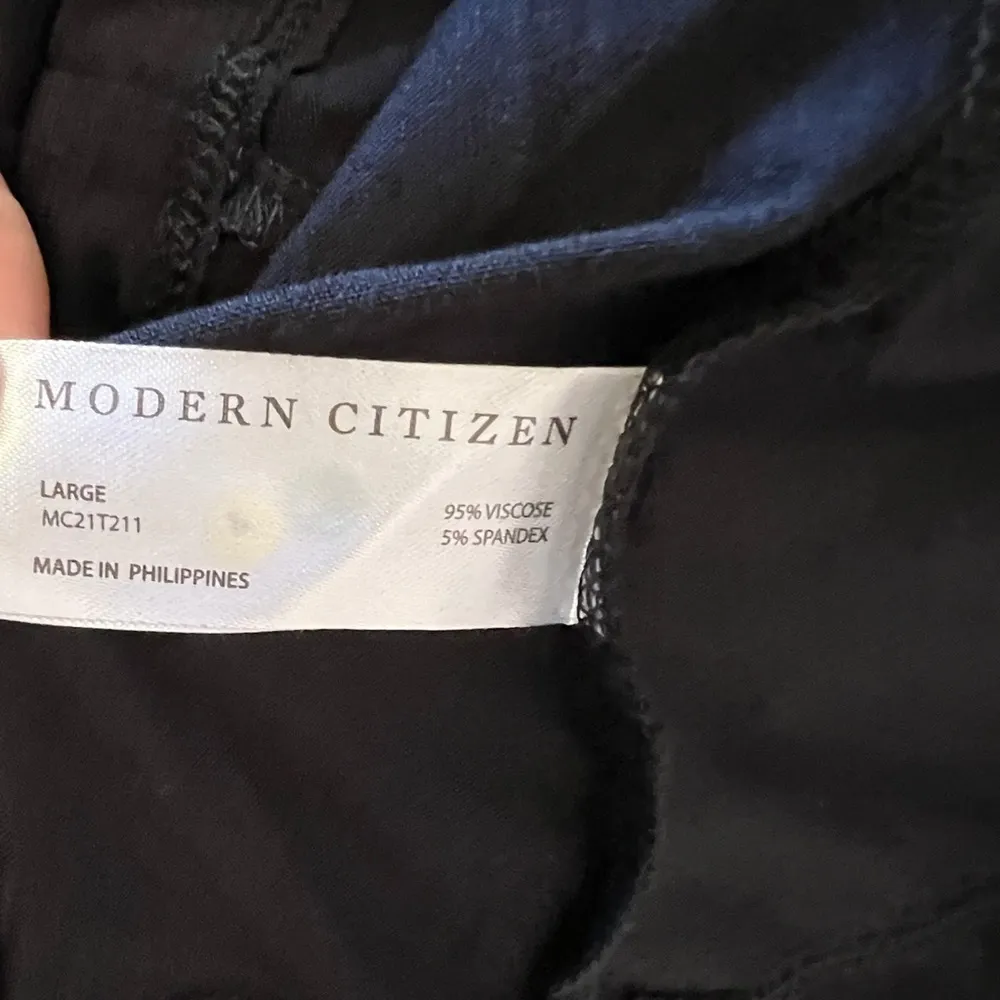 MODERN CITIZEN
LARGE
MC21T211
MADE IN PHILIPPINES
95% VISCOSE
5% SPANDEX